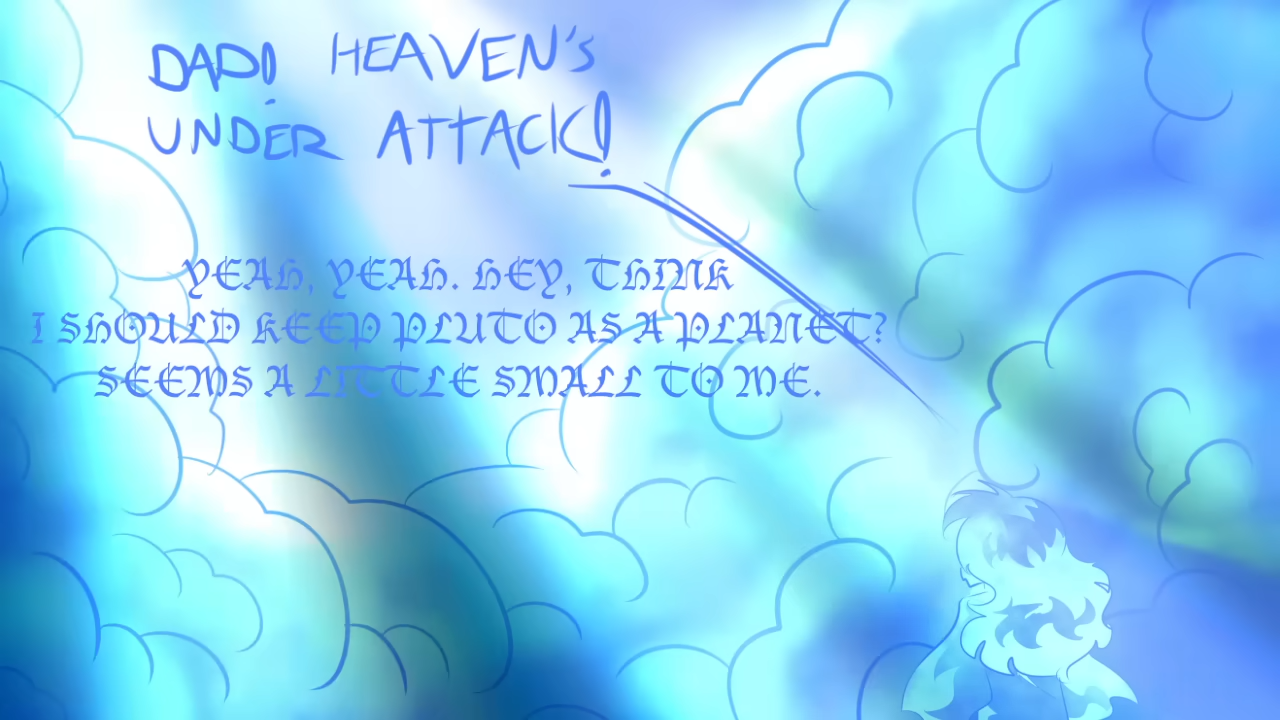 DAD! HEAVEN'S
UNDER ATTACK!
YEAH, YEAH. HEY, THINK
I SHOULD KEEP PLUTO AS A PLANET?
SEEMS A LITTLE SMALL TO ME.